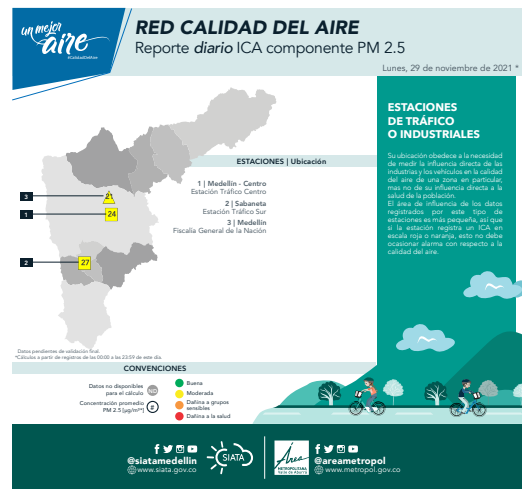 un mejor
aire
#CalidadDelAire
RED CALIDAD DEL AIRE
Reporte diario ICA componente PM 2.5
Lunes, 29 de noviembre de 2021 *
ESTACIONES
DE TRÁFICO
O INDUSTRIALES
Su ubicación obedece a la necesidad
de medir la influencia directa de las
industrias y los vehículos en la calidad
del aire de una zona en particular,
mas no de su influencia directa a la
salud de la población.
El área de influencia de los datos
registrados por este tipo de
estaciones es más pequeña, así que
si la estación registra un ICA en
escala roja o naranja, esto no debe
ocasionar alarma con respecto a la
calidad del aire.
ESTACIONES | Ubicación
1 | Medellín - Centro
Estación Tráfico Centro
2 | Sabaneta
Estación Tráfico Sur
3 | Medellín
Fiscalía General de la Nación
3
21
1
24
2
27
Datos pendientes de validación final.
*Cálculos a partir de registros de las 00:00 a las 23:59 de este día.
CONVENCIONES
Datos no disponibles
para el cálculo
ND
Concentración promedio
PM 2.5 [µg/m³*]
#
Buena
Moderada
Dañina a grupos
sensibles
Dañina a la salud
@siatamedellin
www.siata.gov.co
SIATA
Área
METROPOLITANA
Valle de Aburrá
@areametropol
www.metropol.gov.co